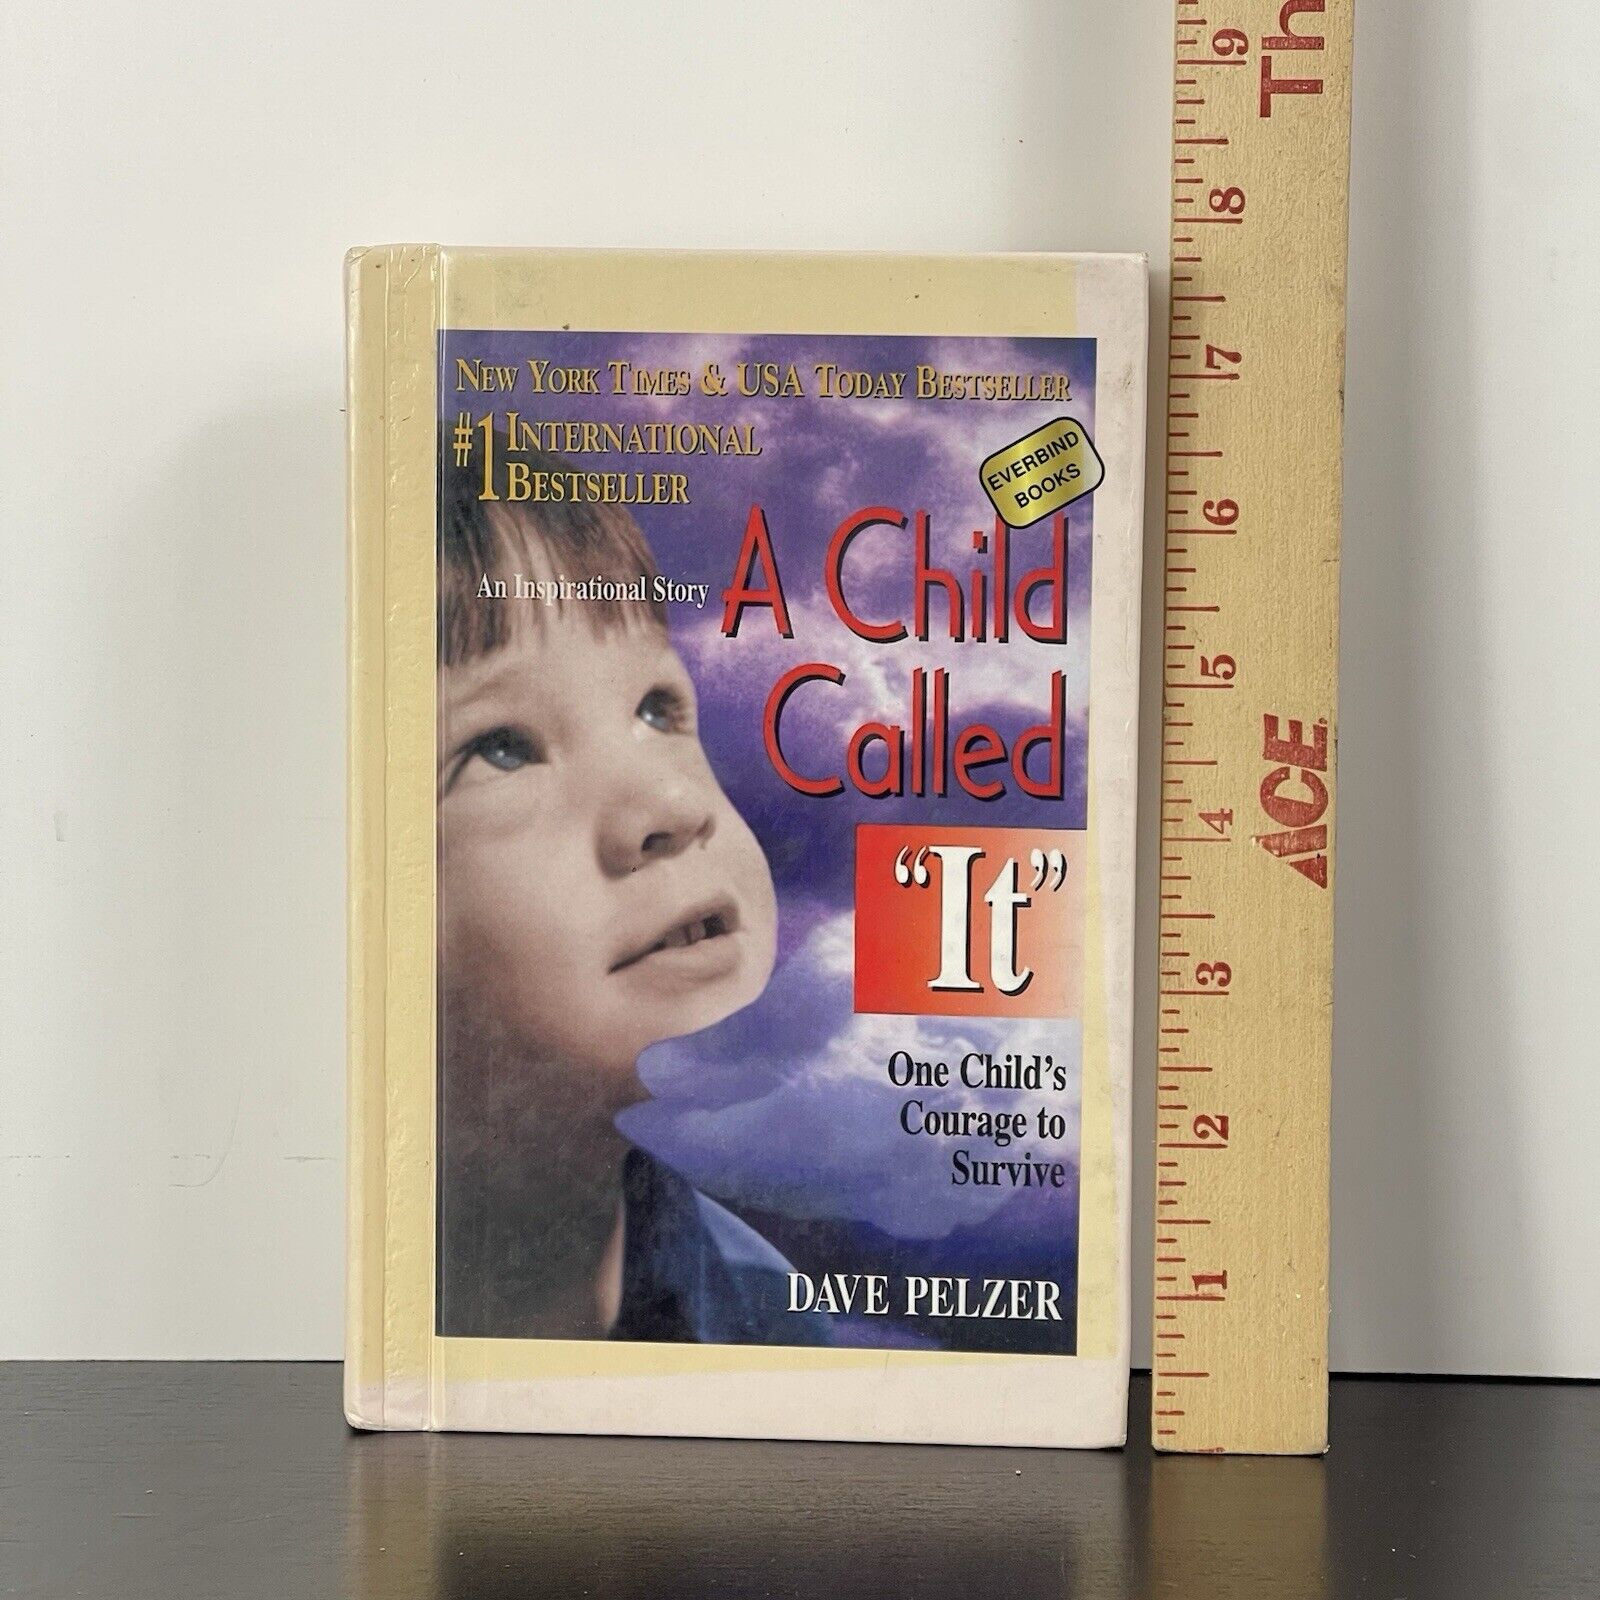 New York Times & USA Today Bestseller
#1 International
Bestseller
EVERBIND
BOOKS
An Inspirational Story
A Child
Called
"It"
One Child's
Courage to
Survive
DAVE PELZER
Th
9
8
7
6
5
4
3
2
1
ACE